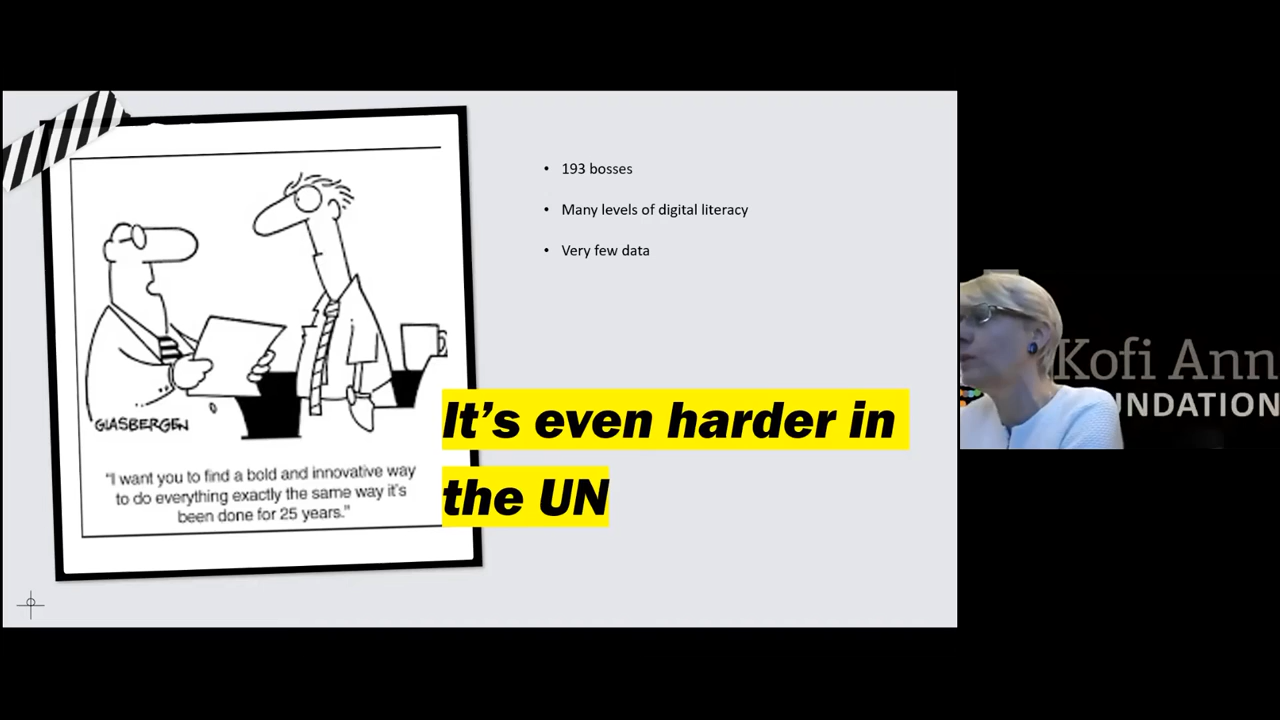 193 bosses
Many levels of digital literacy
Very few data
GLASBERGEN
"I want you to find a bold and innovative way
to do everything exactly the same way it's
been done for 25 years."
It's even harder in
the UN
Kofi Ann
UNDATION